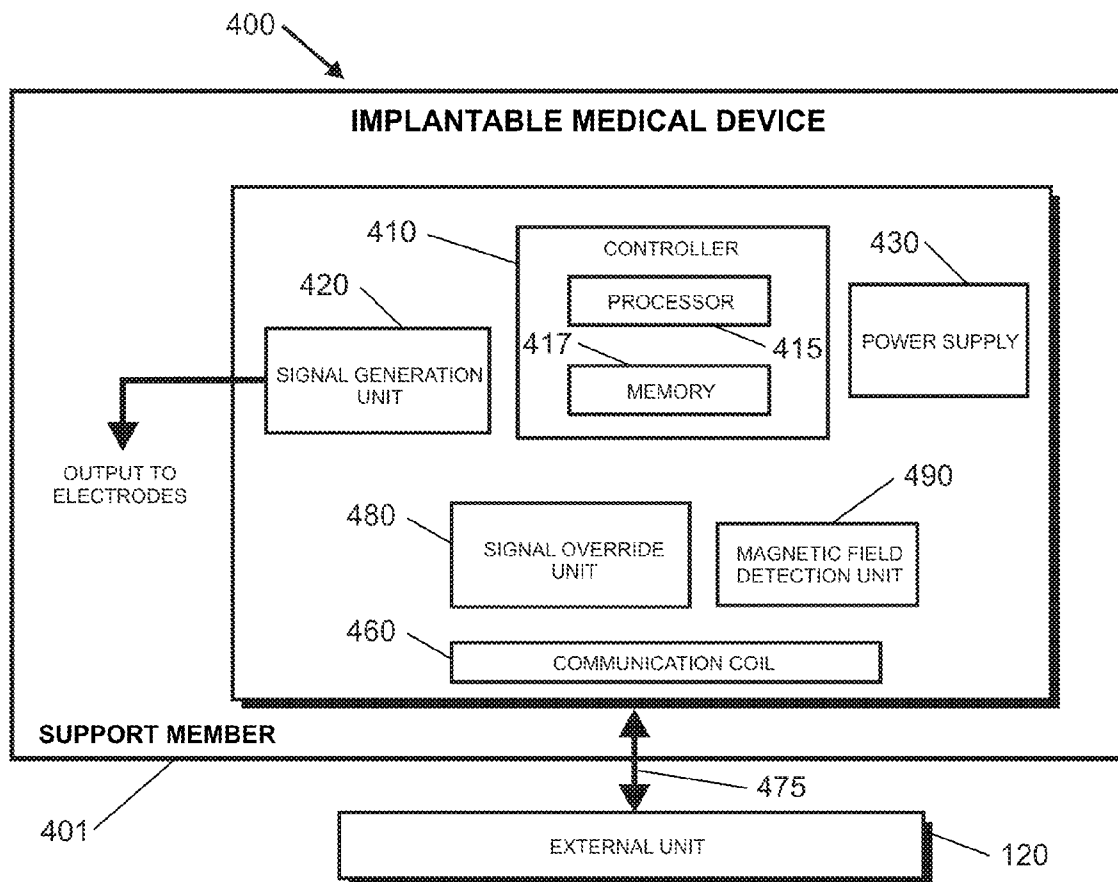 400
IMPLANTABLE MEDICAL DEVICE
410
CONTROLLER
430
420
PROCESSOR
POWER SUPPLY
417
415
SIGNAL GENERATION
UNIT
MEMORY
OUTPUT TO
ELECTRODES
490
480
SIGNAL OVERRIDE
UNIT
MAGNETIC FIELD
DETECTION UNIT
460
COMMUNICATION COIL
SUPPORT MEMBER
475
401
EXTERNAL UNIT
120